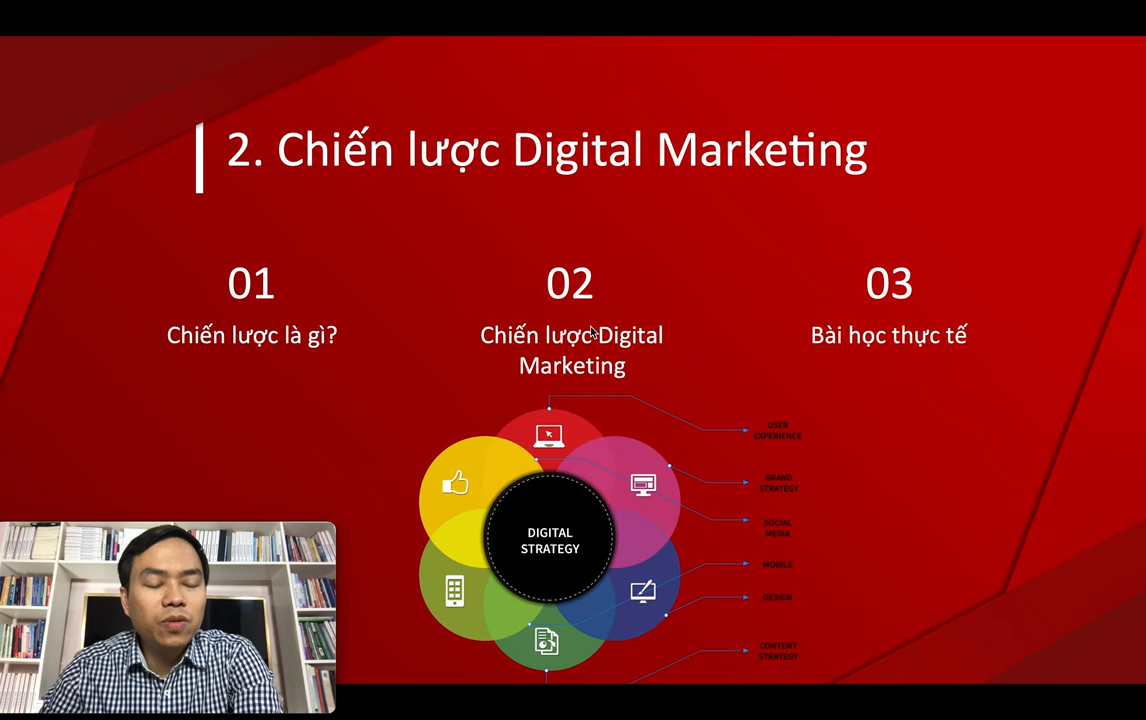 2. Chiến lược Digital Marketing
01
Chiến lược là gì?
02
Chiến lược Digital
Marketing
03
Bài học thực tế
DIGITAL
STRATEGY
USER
EXPERIENCE
BRAND
STRATEGY
SOCIAL
MEDIA
MOBILE
DESIGN
CONTENT
STRATEGY